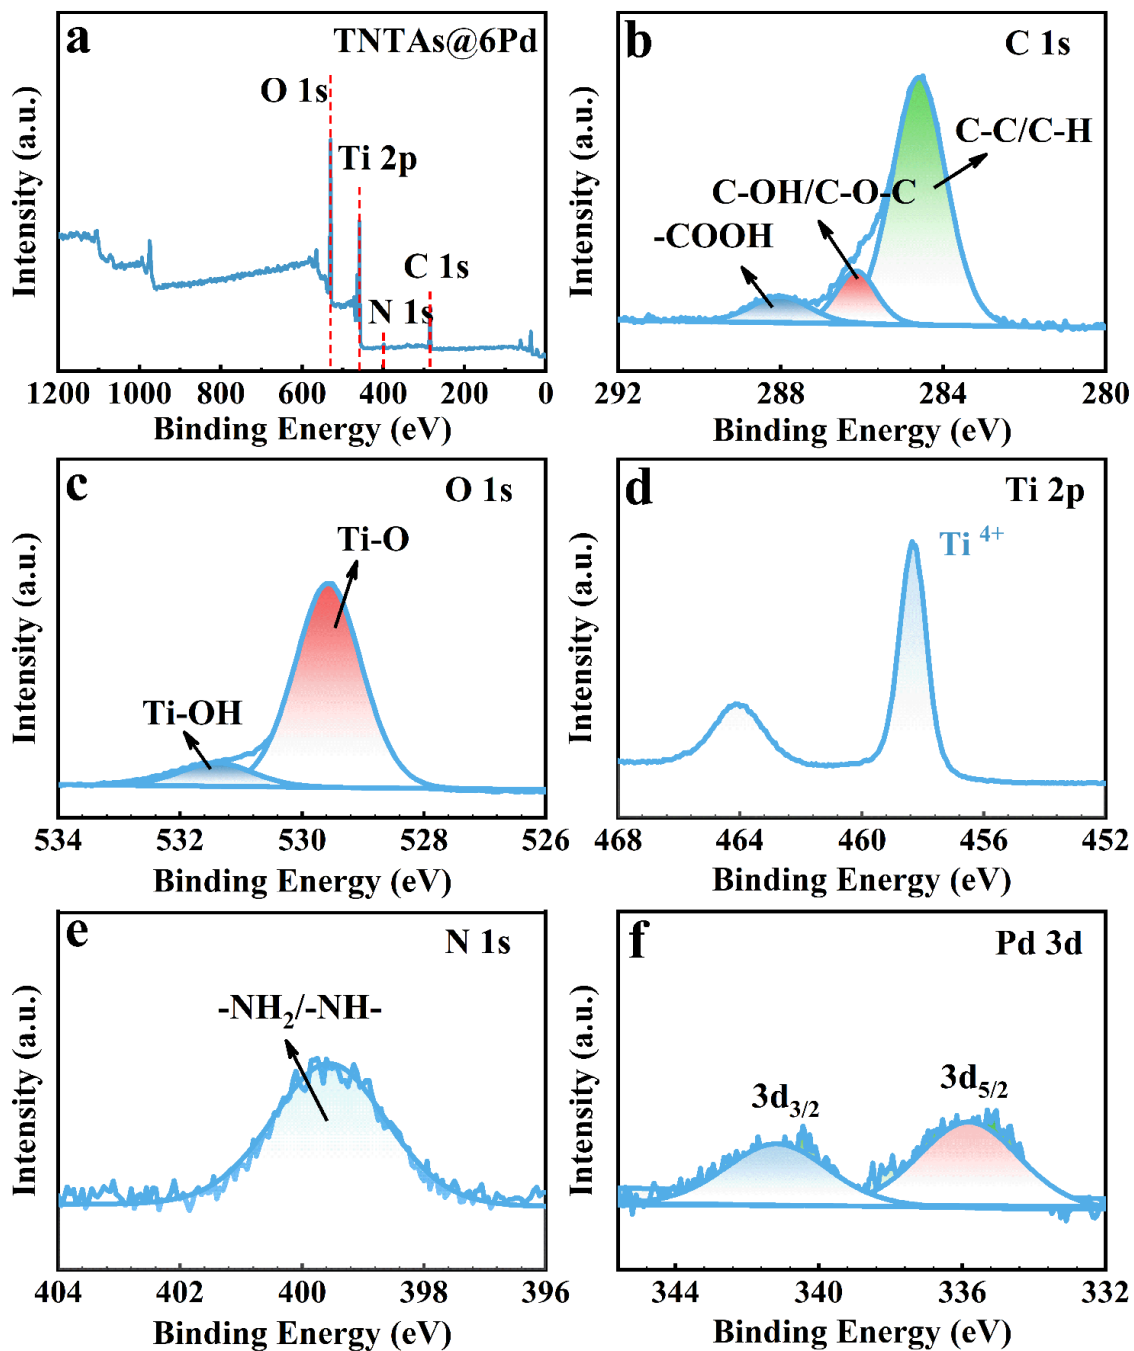 a
TNTAs@6Pd
O 1s
Ti 2p
C 1s
N 1s
Intensity (a.u.)
1200 1000 800 600 400 200 0
Binding Energy (eV)
b
C 1s
C-C/C-H
C-OH/C-O-C
-COOH
Intensity (a.u.)
292 288 284 280
Binding Energy (eV)
c
O 1s
Ti-O
Ti-OH
Intensity (a.u.)
534 532 530 528 526
Binding Energy (eV)
d
Ti 2p
Ti 4+
Intensity (a.u.)
468 464 460 456 452
Binding Energy (eV)
e
N 1s
-NH2/-NH-
Intensity (a.u.)
404 402 400 398 396
Binding Energy (eV)
f
Pd 3d
3d3/2
3d5/2
Intensity (a.u.)
344 340 336 332
Binding Energy (eV)